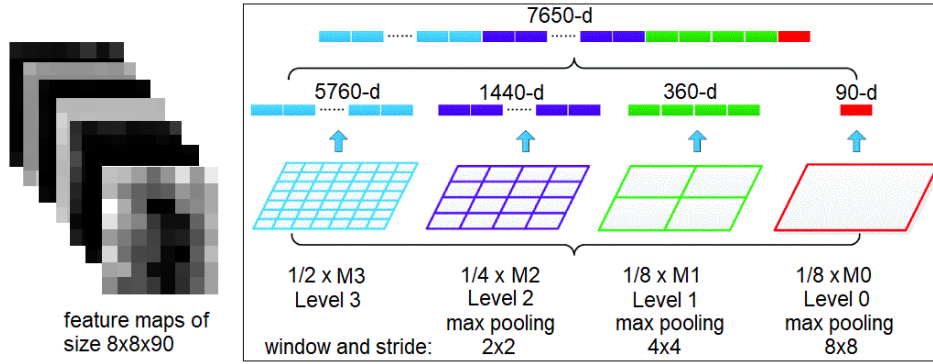 7650-d
5760-d 1440-d 360-d 90-d
1/2 x M3 1/4 x M2 1/8 x M1 1/8 x M0
Level 3 Level 2 Level 1 Level 0
max pooling max pooling max pooling
window and stride: 2x2 4x4 8x8
feature maps of
size 8x8x90